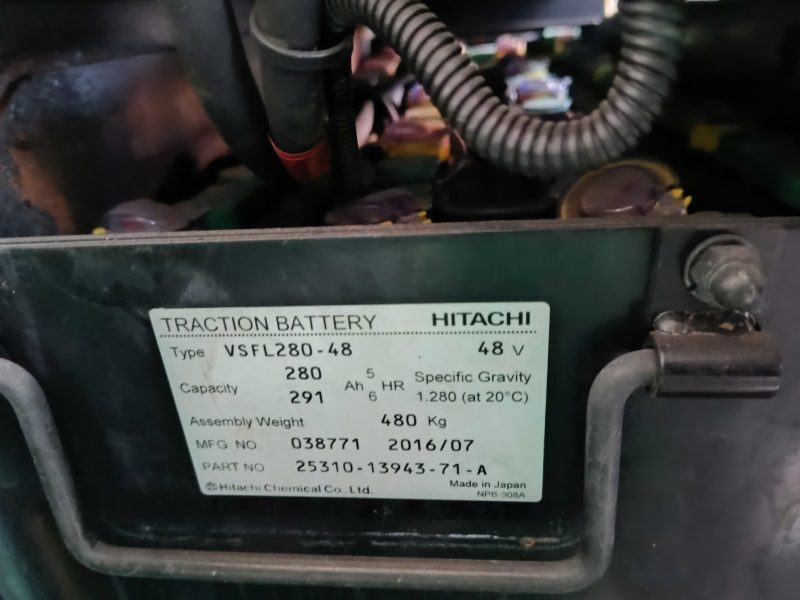 TRACTION BATTERY HITACHI
Type VSFL280-48 48 V
Capacity 280 Ah 5 HR Specific Gravity
291 6 1.280 (at 20°C)
Assembly Weight 480 Kg
MFG NO. 038771 2016/07
PART NO 25310-13943-71-A
Hitachi Chemical Co., Ltd. Made in Japan
NPB-908A